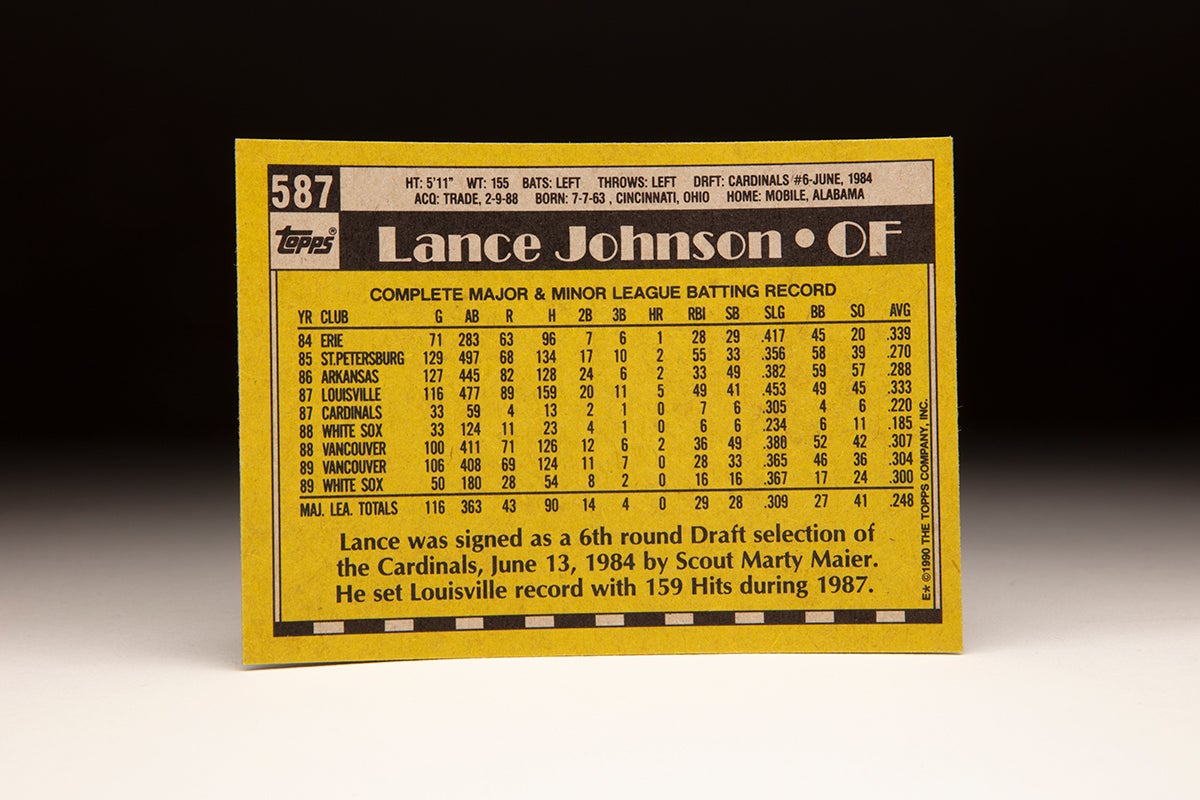 587
HT: 5'11" WT: 155 BATS: LEFT THROWS: LEFT DRFT: CARDINALS #6-JUNE, 1984
ACQ: TRADE, 2-9-88 BORN: 7-7-63 , CINCINNATI, OHIO HOME: MOBILE, ALABAMA
Topps®
Lance Johnson • OF
COMPLETE MAJOR & MINOR LEAGUE BATTING RECORD
YR CLUB G AB R H 2B 3B HR RBI SB SLG BB SO AVG
84 ERIE 71 283 63 96 7 6 1 28 29 .417 45 20 .339
85 ST.PETERSBURG 129 497 68 134 17 10 2 55 33 .356 58 39 .270
86 ARKANSAS 127 445 82 128 24 6 2 33 49 .382 59 57 .288
87 LOUISVILLE 116 477 89 159 20 11 5 49 41 .453 49 45 .333
87 CARDINALS 33 59 4 13 2 1 0 7 6 .305 4 6 .220
88 WHITE SOX 33 124 11 23 4 1 0 6 6 .234 6 11 .185
88 VANCOUVER 100 411 71 126 12 6 2 36 49 .380 52 42 .307
89 VANCOUVER 106 408 69 124 11 7 0 28 33 .365 46 36 .304
89 WHITE SOX 50 180 28 54 8 2 0 16 16 .367 17 24 .300
MAJ. LEA. TOTALS 116 363 43 90 14 4 0 29 28 .309 27 41 .248
Lance was signed as a 6th round Draft selection of
the Cardinals, June 13, 1984 by Scout Marty Maier.
He set Louisville record with 159 Hits during 1987.
E* ©1990 THE TOPPS COMPANY, INC.